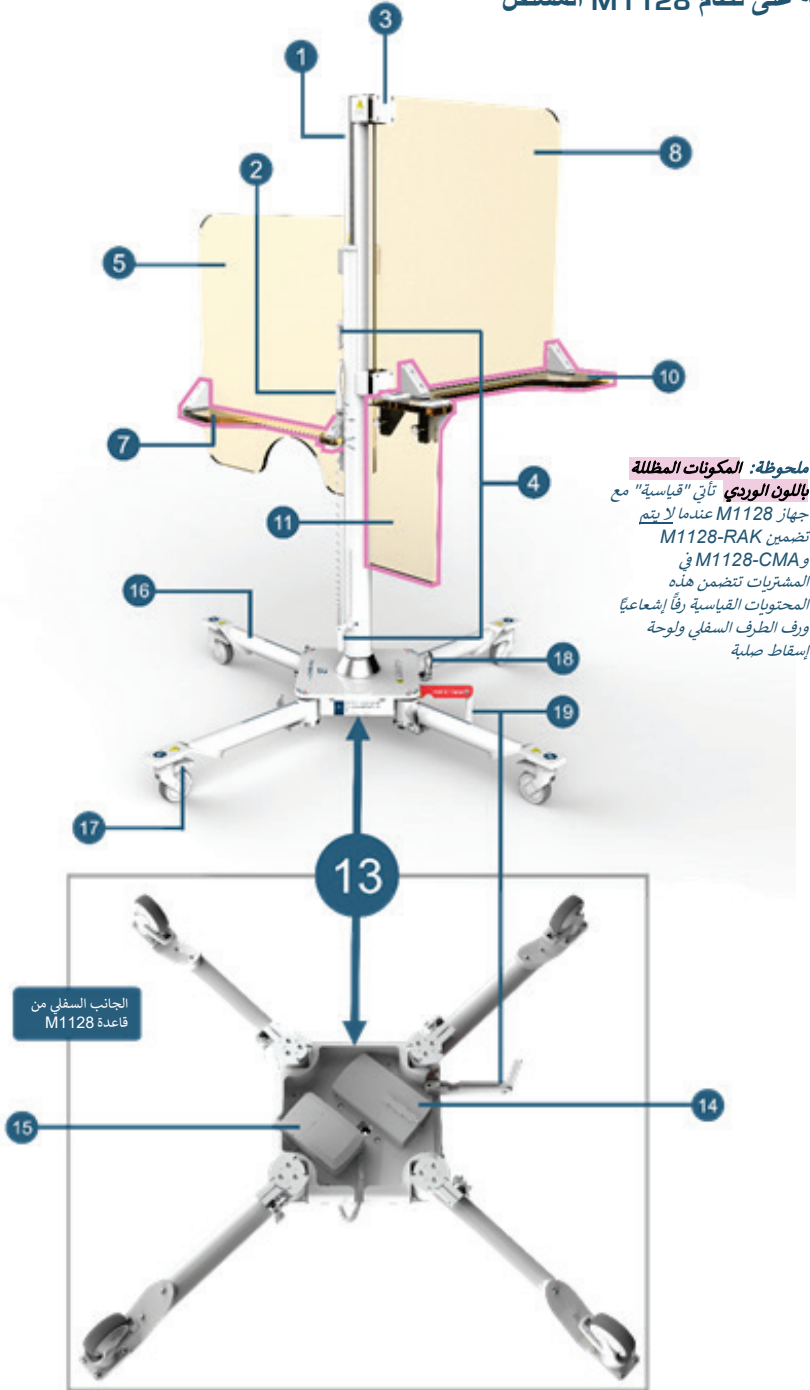 على نظام M1128
3
1
8
2
5
10
7
4
ملحوظة: المكونات المظللة
باللون الوردي تأتي "قياسية" مع
جهاز M1128 عندما لا يتم
تضمين M1128-RAK
و M1128-CMA في
المشتريات تتضمن هذه
المحتويات القياسية رفًا إشعاعيًا
ورف الطرف السفلي ولوحة
إسقاط صلبة
11
16
18
19
17
13
الجانب السفلي من
قاعدة M1128
14
15